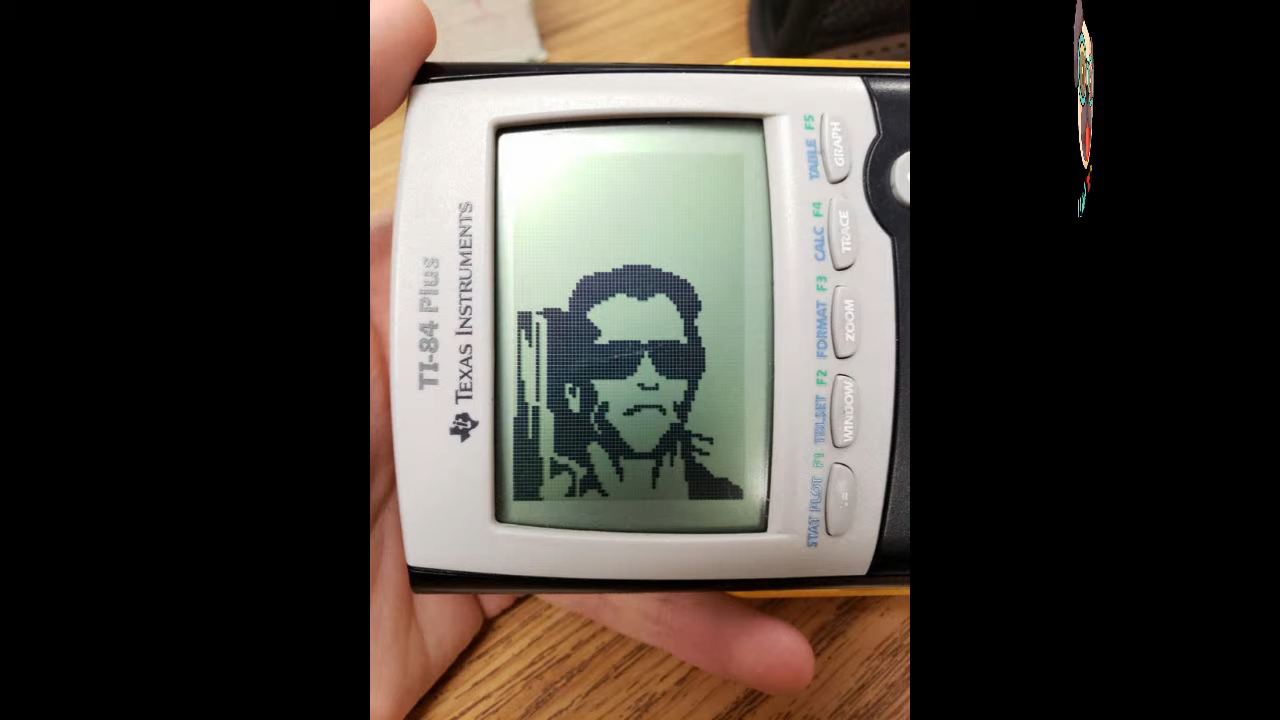 TI-84 Plus
TEXAS INSTRUMENTS
STAT PLOT F1
TBLSET F2
FORMAT F3
CALC F4
TABLE F5
Y=
WINDOW
ZOOM
TRACE
GRAPH